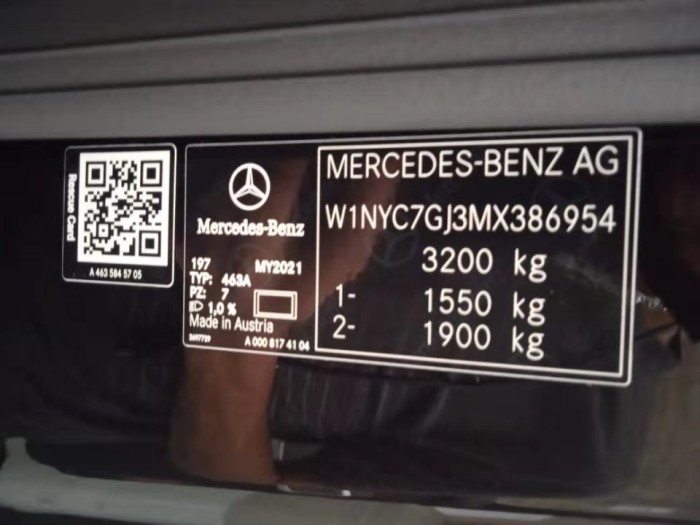 Rescue Card
A 463 584 57 05
Mercedes-Benz
197 MY2021
TYP: 463A
PZ: 7
1,0 %
Made in Austria
A 000 817 41 04
MERCEDES-BENZ AG
W1NYC7GJ3MX386954
3200 kg
1- 1550 kg
2- 1900 kg